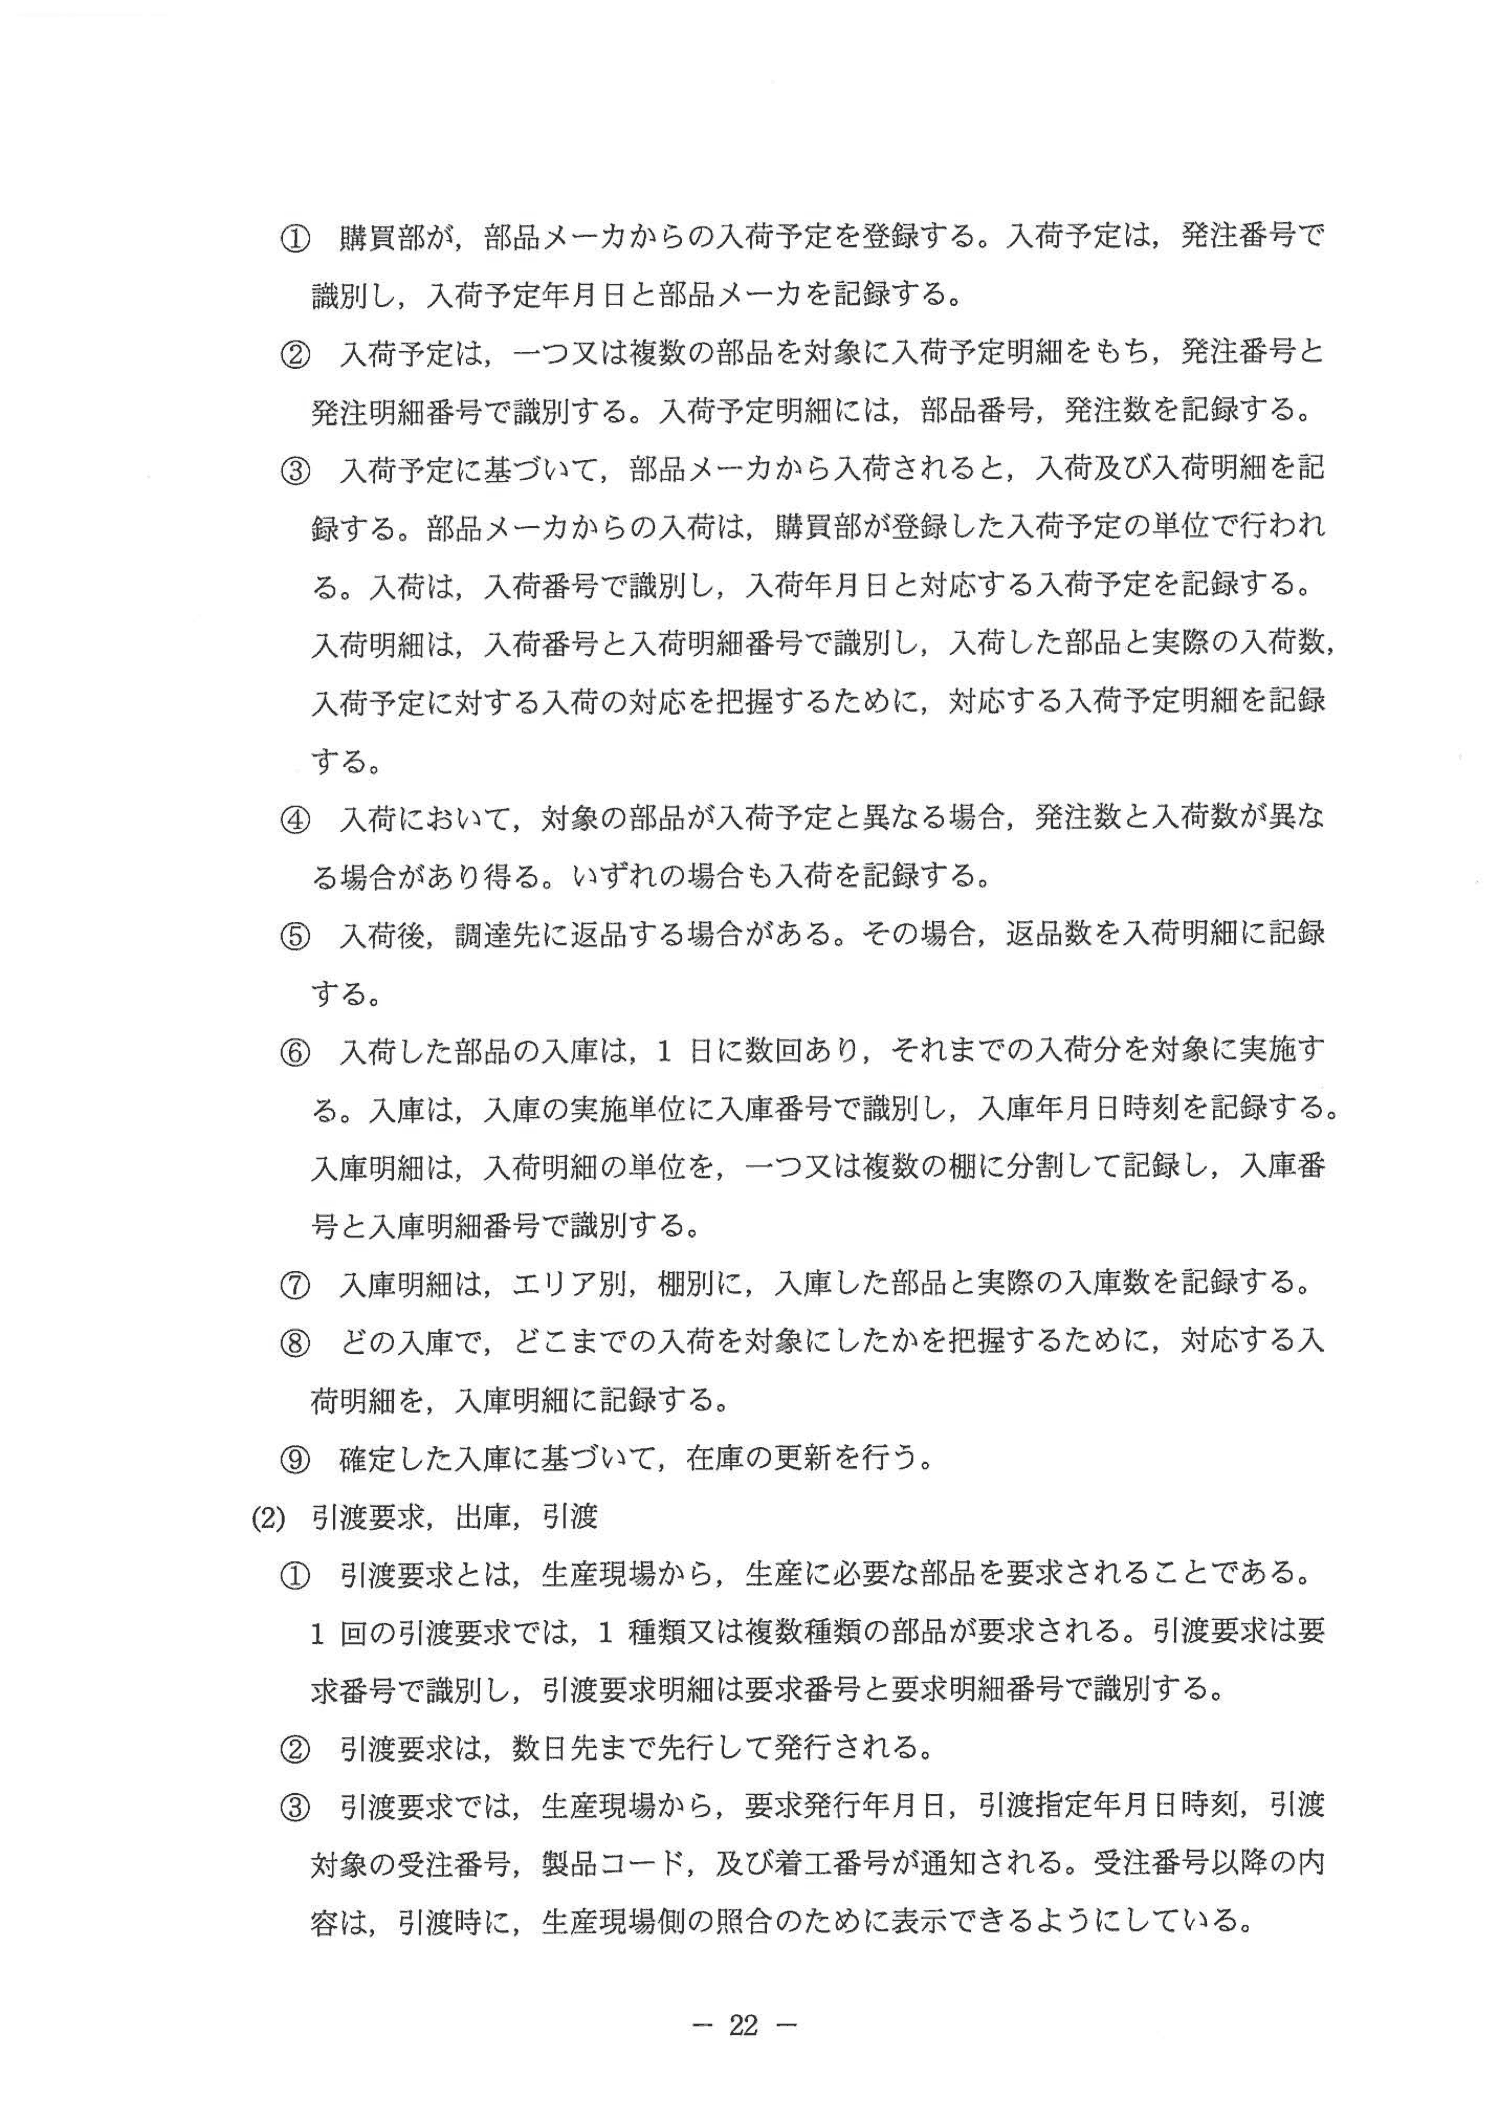 ① 購買部が，部品メーカからの入荷予定を登録する。入荷予定は，発注番号で
識別し，入荷予定年月日と部品メーカを記録する。
② 入荷予定は，一つ又は複数の部品を対象に入荷予定明細をもち，発注番号と
発注明細番号で識別する。入荷予定明細には，部品番号，発注数を記録する。
③ 入荷予定に基づいて，部品メーカから入荷されると，入荷及び入荷明細を記
録する。部品メーカからの入荷は，購買部が登録した入荷予定の単位で行われ
る。入荷は，入荷番号で識別し，入荷年月日と対応する入荷予定を記録する。
入荷明細は，入荷番号と入荷明細番号で識別し，入荷した部品と実際の入荷数，
入荷予定に対する入荷の対応を把握するために，対応する入荷予定明細を記録
する。
④ 入荷において，対象の部品が入荷予定と異なる場合，発注数と入荷数が異な
る場合があり得る。いずれの場合も入荷を記録する。
⑤ 入荷後，調達先に返品する場合がある。その場合，返品数を入荷明細に記録
する。
⑥ 入荷した部品の入庫は，1 日に数回あり，それまでの入荷分を対象に実施す
る。入庫は，入庫の実施単位に入庫番号で識別し，入庫年月日時刻を記録する。
入庫明細は，入荷明細の単位を，一つ又は複数の棚に分割して記録し，入庫番
号と入庫明細番号で識別する。
⑦ 入庫明細は，エリア別，棚別に，入庫した部品と実際の入庫数を記録する。
⑧ どの入庫で，どこまでの入荷を対象にしたかを把握するために，対応する入
荷明細を，入庫明細に記録する。
⑨ 確定した入庫に基づいて，在庫の更新を行う。
(2) 引渡要求，出庫，引渡
① 引渡要求とは，生産現場から，生産に必要な部品を要求されることである。
1 回の引渡要求では，1 種類又は複数種類の部品が要求される。引渡要求は要
求番号で識別し，引渡要求明細は要求番号と要求明細番号で識別する。
② 引渡要求は，数日先まで先行して発行される。
③ 引渡要求では，生産現場から，要求発行年月日，引渡指定年月日時刻，引渡
対象の受注番号，製品コード，及び着工番号が通知される。受注番号以降の内
容は，引渡時に，生産現場側の照合のために表示できるようにしている。
－ 22 －